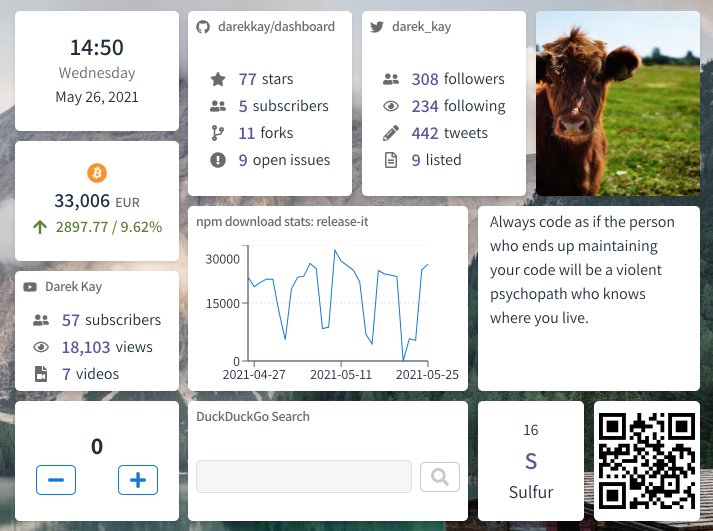 14:50
Wednesday
May 26, 2021
darekkay/dashboard
77 stars
5 subscribers
11 forks
9 open issues
darek_kay
308 followers
234 following
442 tweets
9 listed
33,006 EUR
2897.77 / 9.62%
npm download stats: release-it
30000
15000
0
2021-04-27 2021-05-11 2021-05-25
Always code as if the person
who ends up maintaining
your code will be a violent
psychopath who knows
where you live.
Darek Kay
57 subscribers
18,103 views
7 videos
0
DuckDuckGo Search
16
S
Sulfur